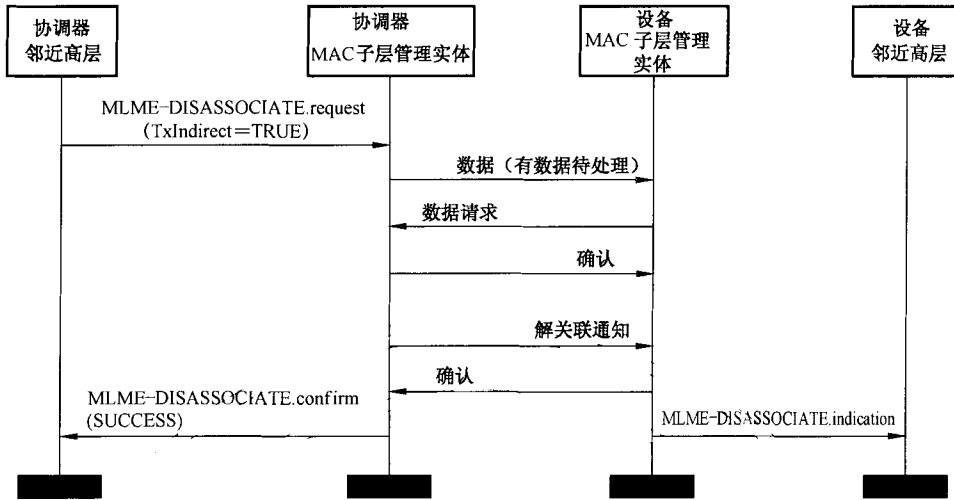 协调器
邻近高层
协调器
MAC子层管理实体
设备
MAC子层管理
实体
设备
邻近高层
MLME-DISASSOCIATE.request
(TxIndirect=TRUE)
数据（有数据待处理）
数据请求
确认
解关联通知
确认
MLME-DISASSOCIATE.confirm
(SUCCESS)
MLME-DISASSOCIATE.indication